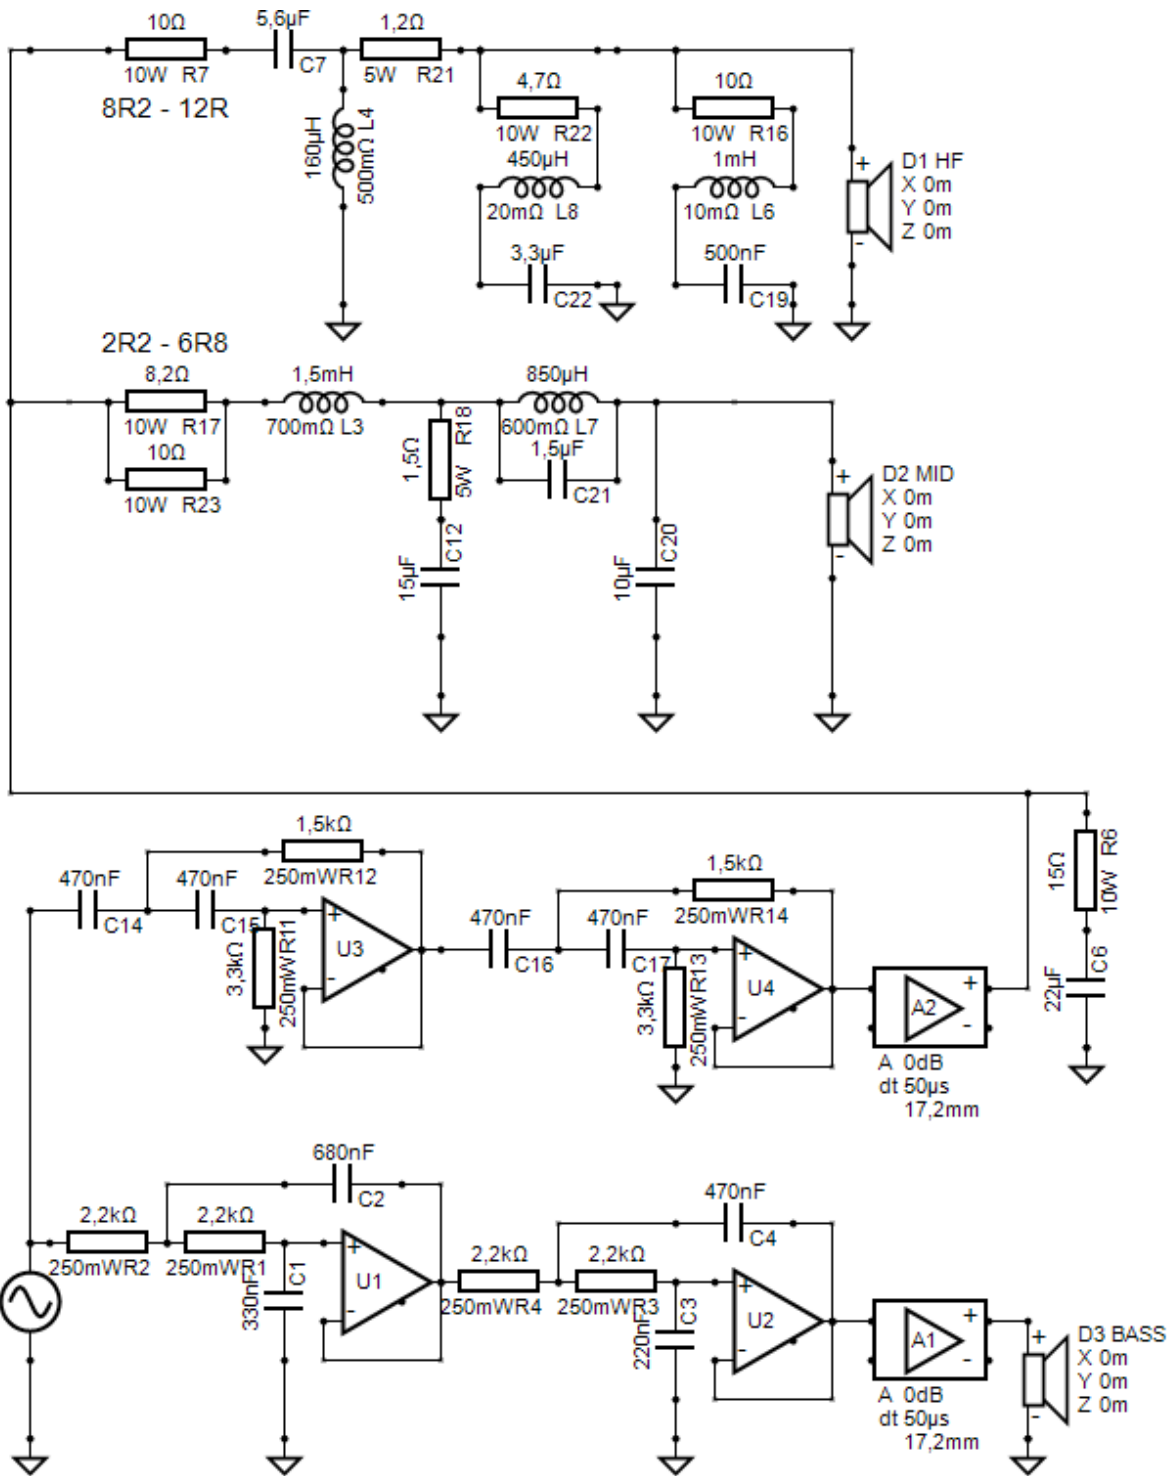 10Ω
5,6µF
1,2Ω
10W R7
C7
5W R21
8R2 - 12R
4,7Ω
10Ω
10W R22
10W R16
160µH
500mΩ L4
450µH
1mH
D1 HF
X 0m
Y 0m
Z 0m
+
-
20mΩ L8
10mΩ L6
3,3µF
500nF
C22
C19
2R2 - 6R8
8,2Ω
1,5mH
850µH
10W R17
700mΩ L3
600mΩ L7
10Ω
1,5Ω
5W R18
1,5µF
10W R23
C21
D2 MID
X 0m
Y 0m
Z 0m
+
-
15µF
C12
10µF
C20
1,5kΩ
250mWR12
1,5kΩ
250mWR14
15Ω
10W R6
470nF
470nF
C14
C15
3,3kΩ
250mWR11
+
U3
-
470nF
470nF
C16
C17
3,3kΩ
250mWR13
+
U4
-
A2
+
-
22µF
C6
A 0dB
dt 50µs
17,2mm
680nF
C2
470nF
C4
2,2kΩ
2,2kΩ
250mWR2
250mWR1
330nF
C1
+
U1
-
2,2kΩ
2,2kΩ
250mWR4
250mWR3
220nF
C3
+
U2
-
A1
+
-
D3 BASS
X 0m
Y 0m
Z 0m
+
-
A 0dB
dt 50µs
17,2mm